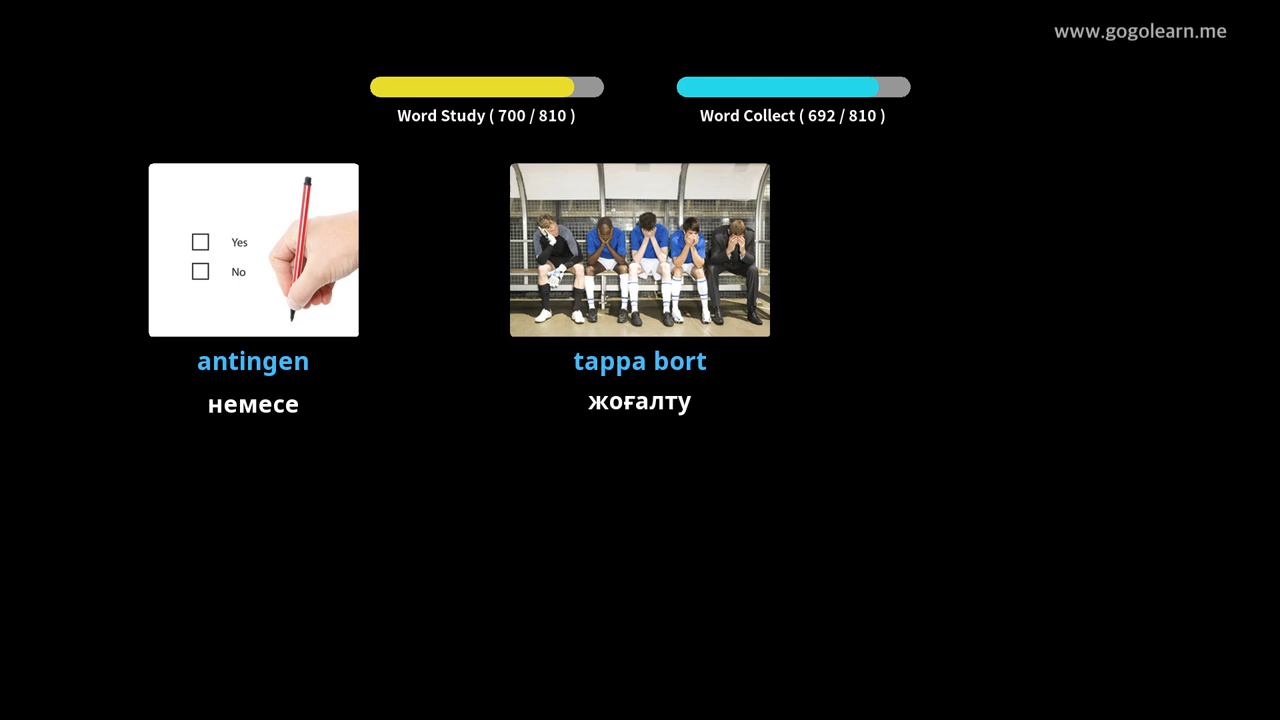 www.gogolearn.me
Word Study ( 700 / 810 )
Word Collect ( 692 / 810 )
Yes
No
antingen
немесе
tappa bort
жоғалту